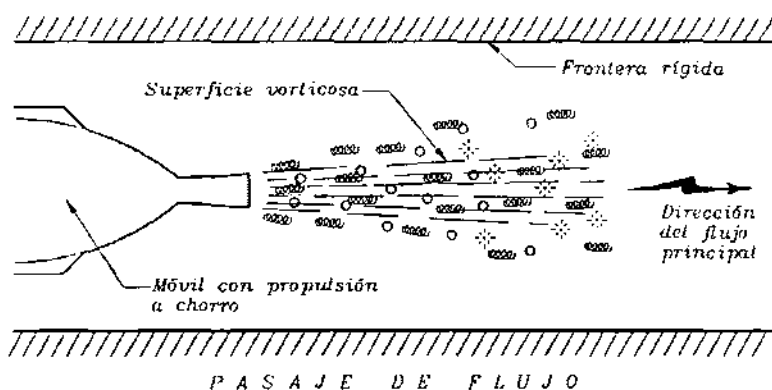 Frontera rígida
Superficie vorticosa
Dirección
del flujo
principal
Móvil con propulsión
a chorro
PASAJE DE FLUJO